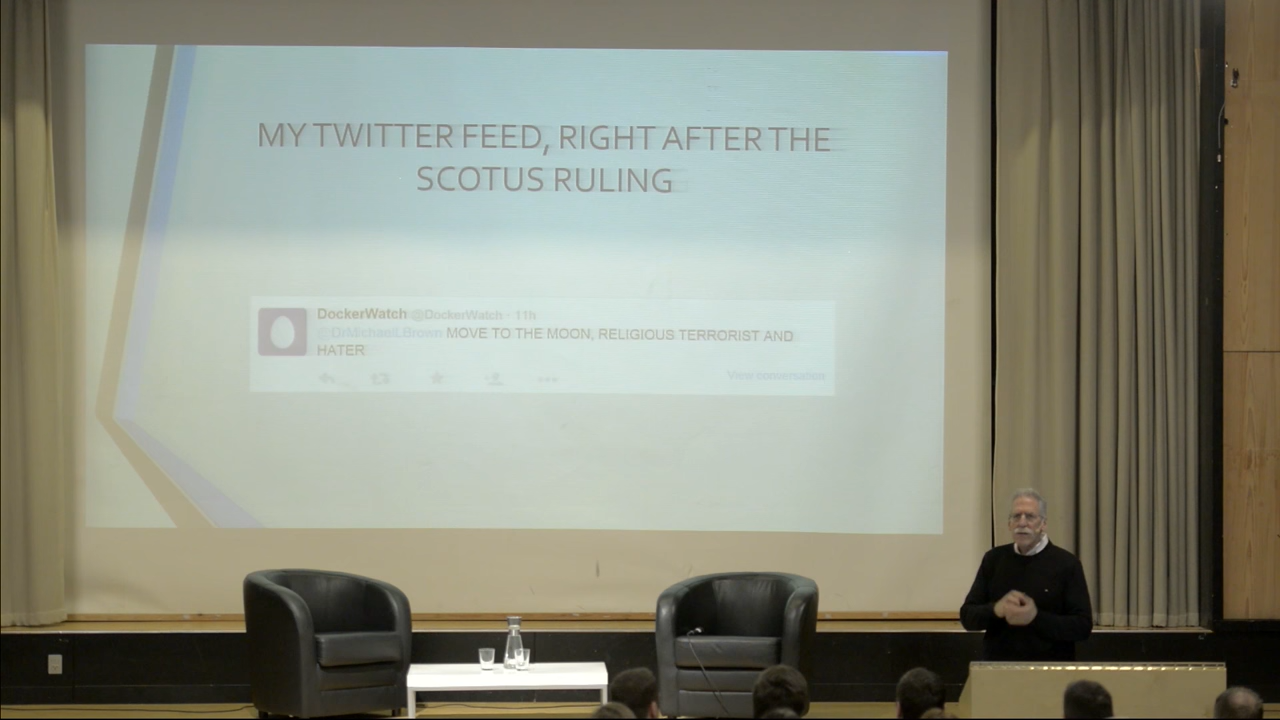 MY TWITTER FEED, RIGHT AFTER THE
SCOTUS RULING
DockerWatch @DockerWatch · 11h
@DrMichaelLBrown MOVE TO THE MOON, RELIGIOUS TERRORIST AND
HATER
View conversation